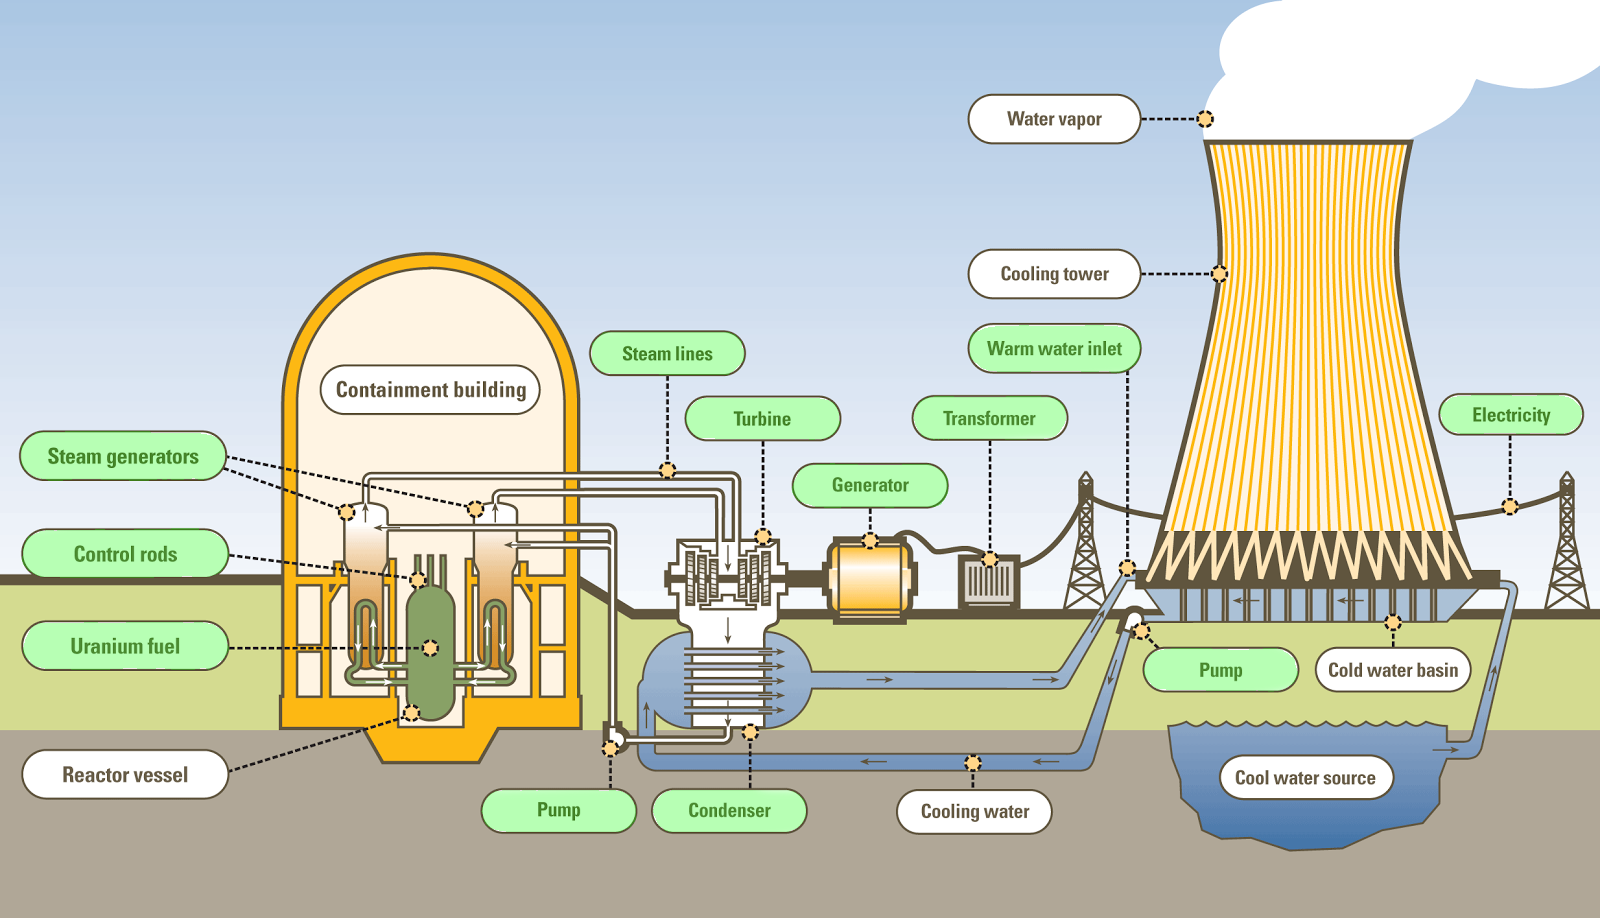 Water vapor
Cooling tower
Steam lines
Warm water inlet
Containment building
Turbine
Transformer
Electricity
Steam generators
Generator
Control rods
Uranium fuel
Pump
Cold water basin
Reactor vessel
Cool water source
Pump
Condenser
Cooling water